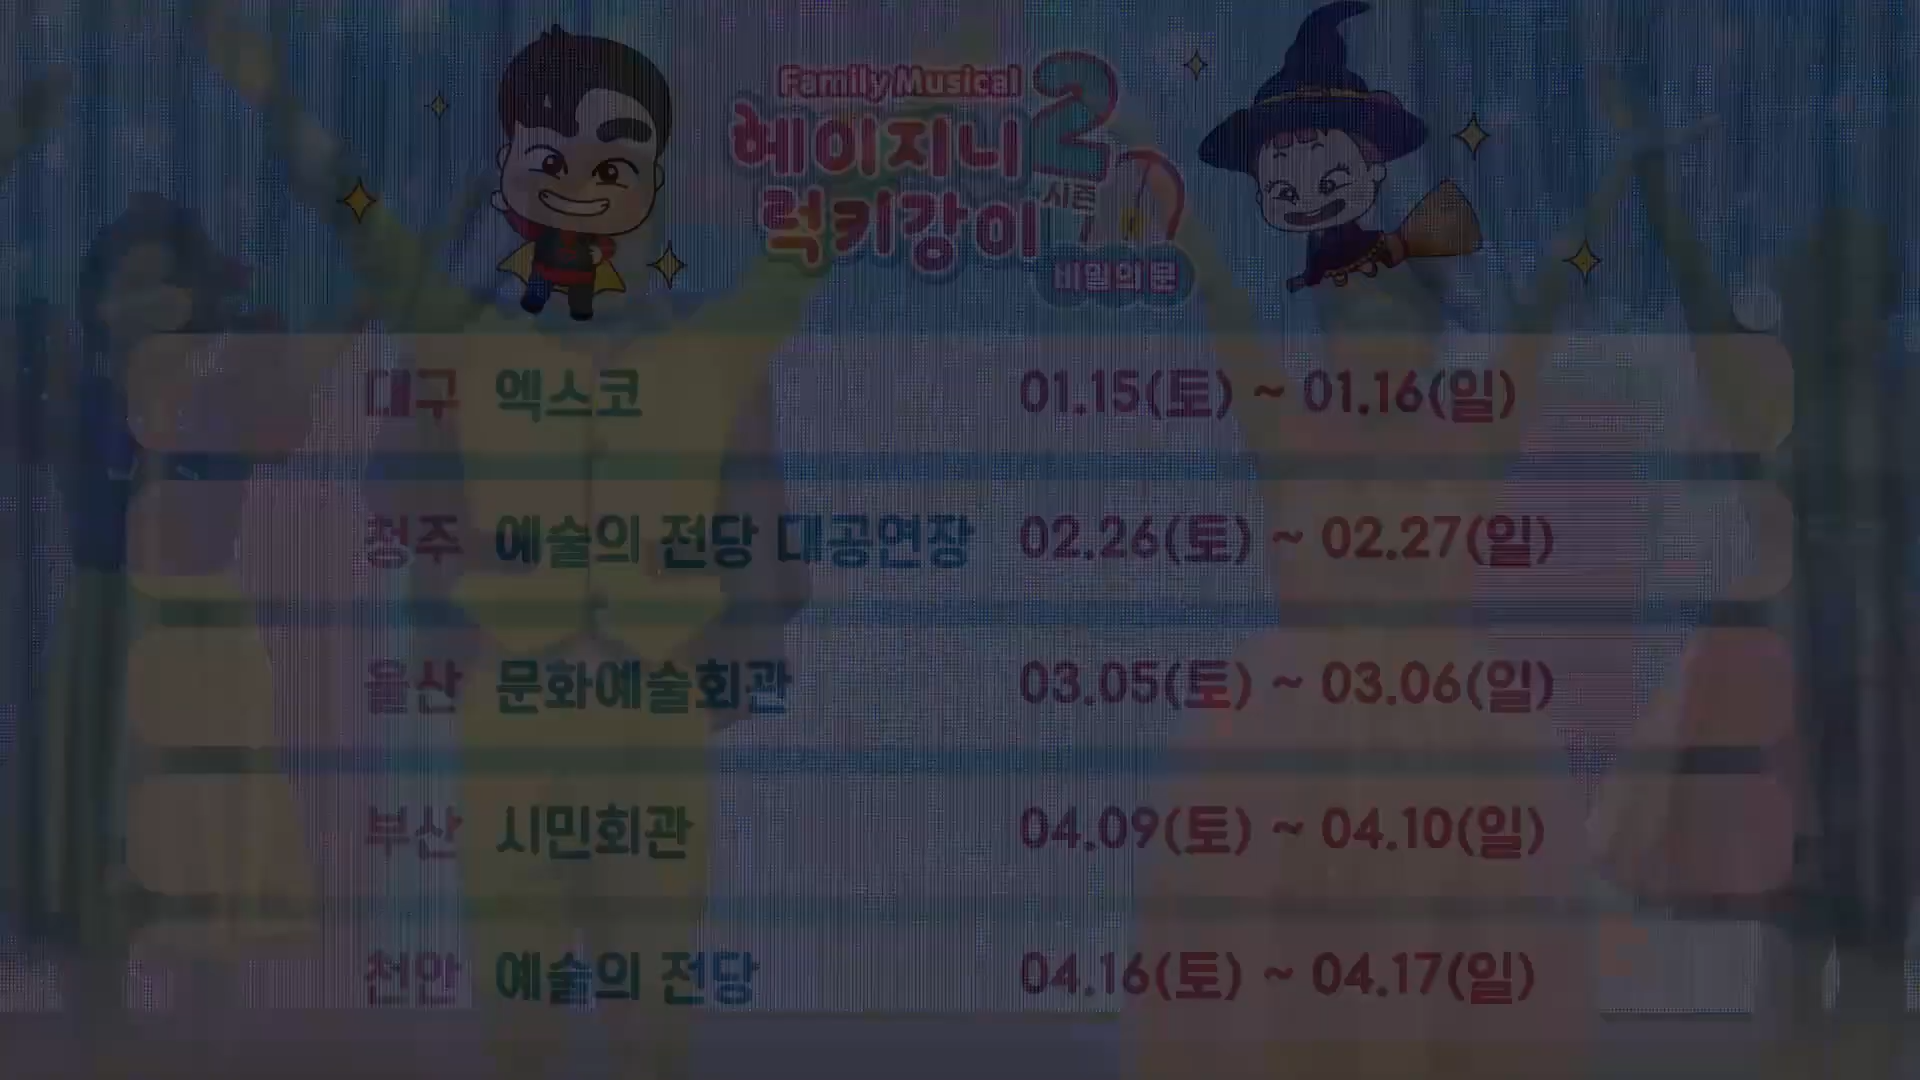 Family Musical
헤이지니 2
럭키강이 시즌
비밀의 문
대구 엑스코 01.15(토) ~ 01.16(일)
청주 예술의 전당 대공연장 02.26(토) ~ 02.27(일)
울산 문화예술회관 03.05(토) ~ 03.06(일)
부산 시민회관 04.09(토) ~ 04.10(일)
천안 예술의 전당 04.16(토) ~ 04.17(일)